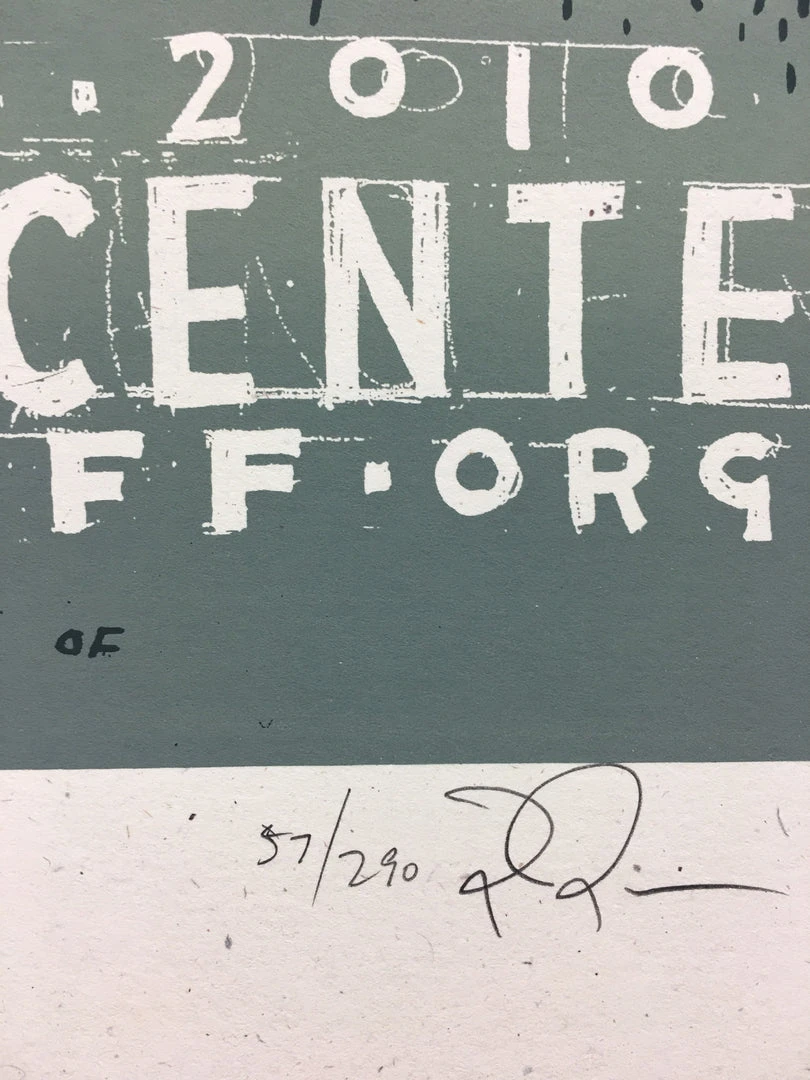 . 2010
CENTE
FF.ORG
OF
57/290